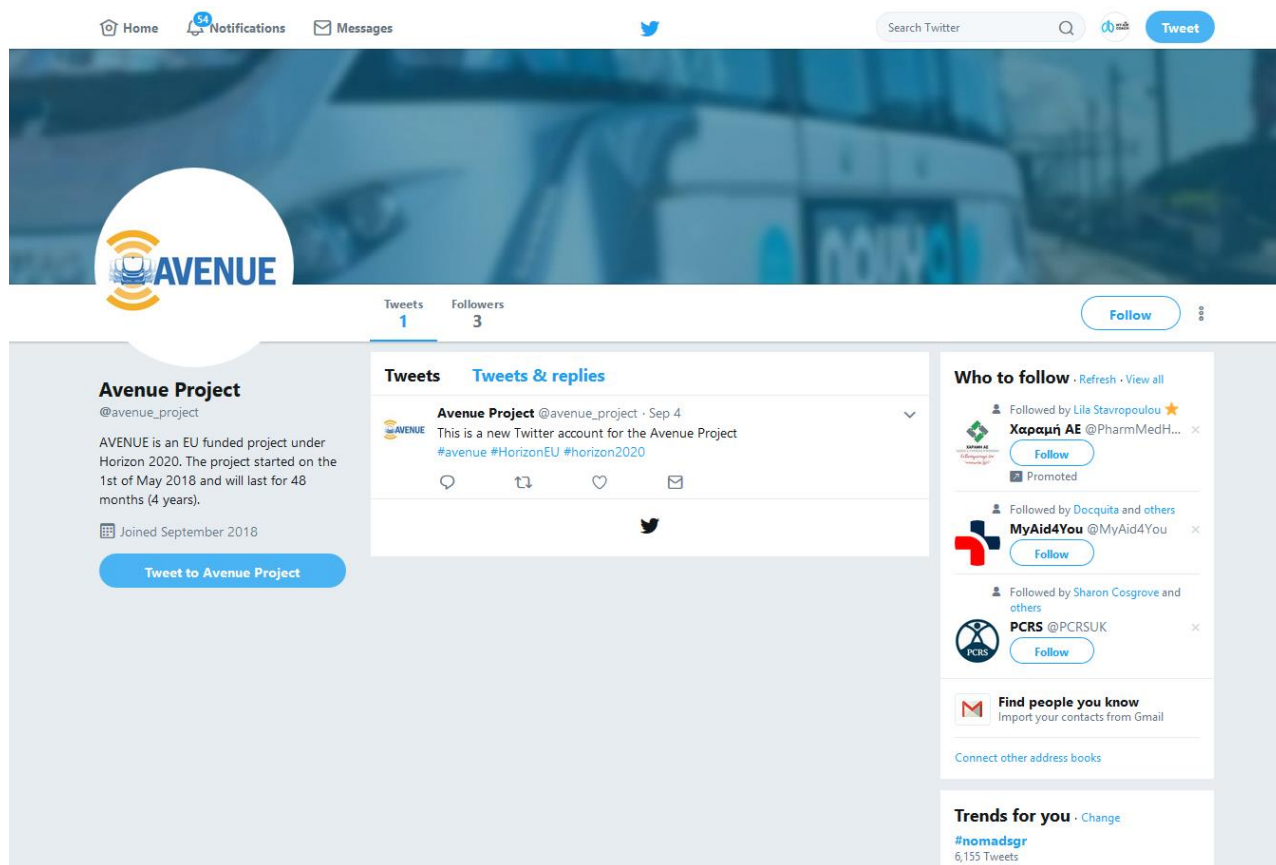 Home
54
Notifications
Messages
Search Twitter
Tweet
AVENUE
Tweets
1
Followers
3
Follow
Avenue Project
@avenue_project
AVENUE is an EU funded project under
Horizon 2020. The project started on the
1st of May 2018 and will last for 48
months (4 years).
Joined September 2018
Tweet to Avenue Project
Tweets Tweets & replies
AVENUE
Avenue Project @avenue_project · Sep 4
This is a new Twitter account for the Avenue Project
#avenue #HorizonEU #horizon2020
Who to follow · Refresh · View all
Followed by Lila Stavropoulou
Χαραμή ΑΕ @PharmMedH...
Follow
Promoted
Followed by Docquita and others
MyAid4You @MyAid4You
Follow
Followed by Sharon Cosgrove and
others
PCRS @PCRSUK
PCRS
Follow
Find people you know
Import your contacts from Gmail
Connect other address books
Trends for you · Change
#nomadsgr
6,155 Tweets